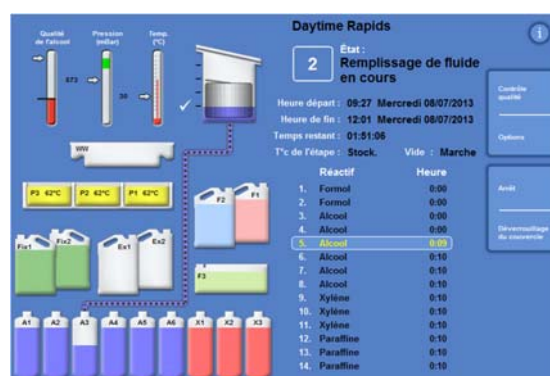 Qualité de l'alcool
Pression (mBar)
Temp. (°C)
873
30
WW
P3 62°C
P2 62°C
P1 62°C
F2
F1
Fix1
Fix2
Ex1
Ex2
F3
A1
A2
A3
A4
A5
A6
X1
X2
X3
Daytime Rapids
i
2
État :
Remplissage de fluide
en cours
Heure départ : 09:27 Mercredi 08/07/2013
Heure de fin : 12:01 Mercredi 08/07/2013
Temps restant : 01:51:06
T°c de l'étape : Stock. Vide : Marche
Réactif Heure
1. Formol 0:00
2. Formol 0:00
3. Alcool 0:00
4. Alcool 0:00
5. Alcool 0:09
6. Alcool 0:10
7. Alcool 0:10
8. Alcool 0:10
9. Xylène 0:10
10. Xylène 0:10
11. Xylène 0:10
12. Paraffine 0:10
13. Paraffine 0:10
14. Paraffine 0:10
Contrôle
qualité
Options
Arrêt
Déverrouillage
du couvercle